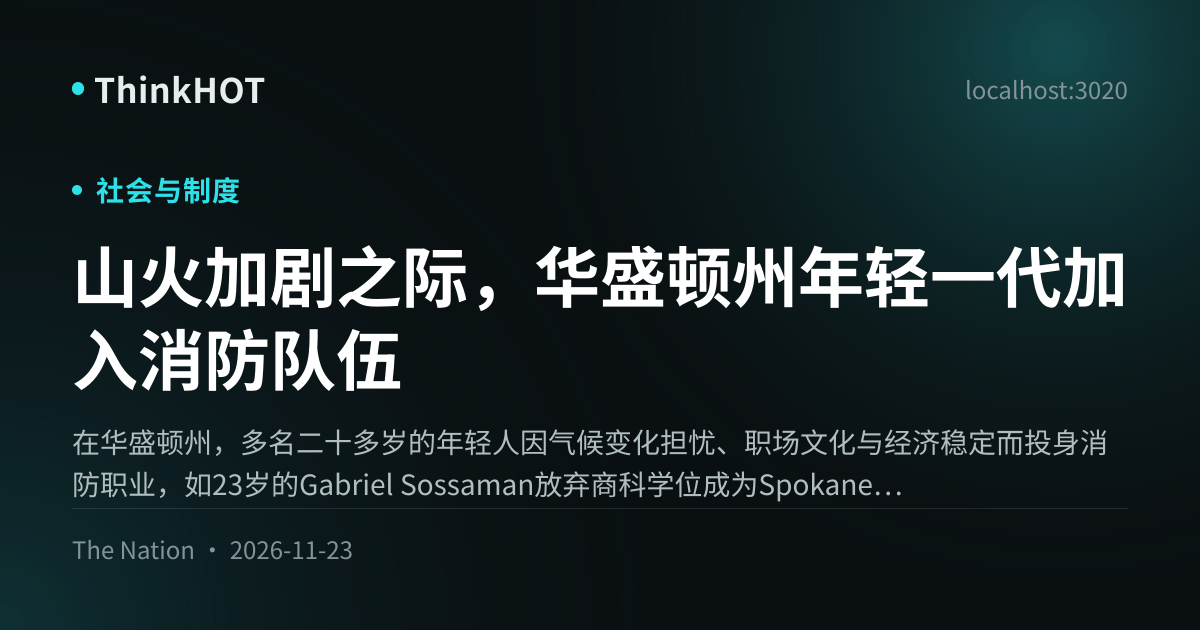 ThinkHOT
localhost:3020
社会与制度
山火加剧之际，华盛顿州年轻一代加
入消防队伍
在华盛顿州，多名二十多岁的年轻人因气候变化担忧、职场文化与经济稳定而投身消
防职业，如23岁的Gabriel Sossaman放弃商科学位成为Spokane…
The Nation · 2026-11-23